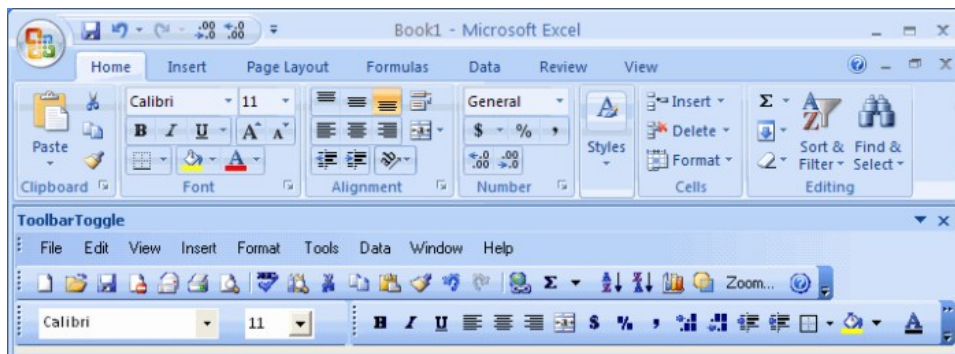 Book1 - Microsoft Excel
Home Insert Page Layout Formulas Data Review View
Calibri 11 General Insert Σ
B I U A A $ % , Delete
Paste Styles Sort & Find &
A Format Filter Select
Clipboard Font Alignment Number Cells Editing
ToolbarToggle
File Edit View Insert Format Tools Data Window Help
Σ Zoom...
Calibri 11 B I U $ % , A